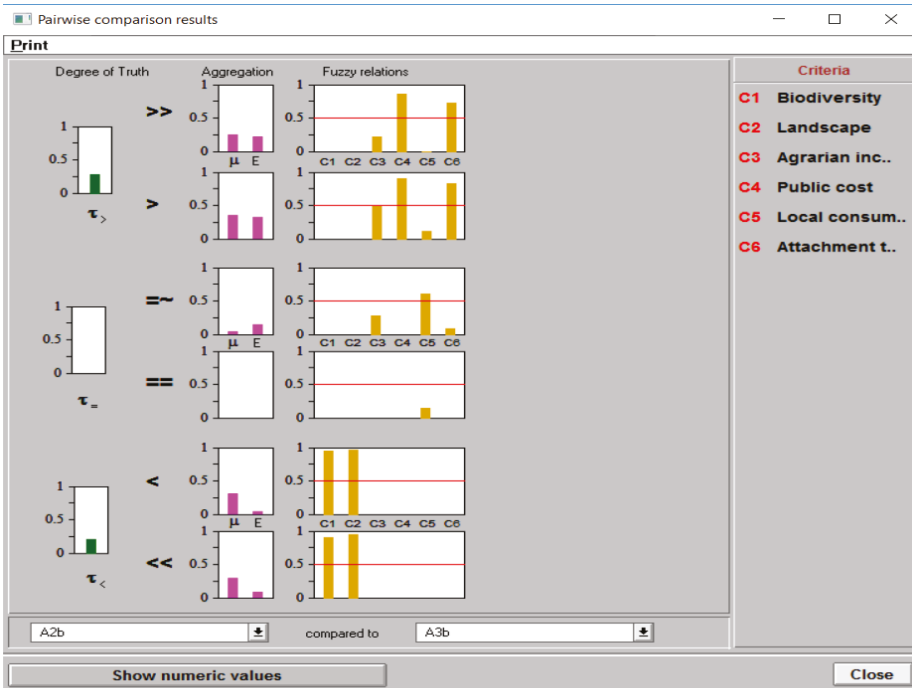 Pairwise comparison results
Print
Degree of Truth Aggregation Fuzzy relations
>> 1 0.5 0 μ E 1 0.5 0 C1 C2 C3 C4 C5 C6
1 0.5 0 τ>
> 1 0.5 0 1 0.5 0
=~ 1 0.5 0 μ E 1 0.5 0 C1 C2 C3 C4 C5 C6
1 0.5 0 τ=
== 1 0.5 0 1 0.5 0
< 1 0.5 0 μ E 1 0.5 0 C1 C2 C3 C4 C5 C6
1 0.5 0 τ<
<< 1 0.5 0 1 0.5 0
A2b compared to A3b
Show numeric values
Criteria
C1 Biodiversity
C2 Landscape
C3 Agrarian inc..
C4 Public cost
C5 Local consum..
C6 Attachment t..
Close